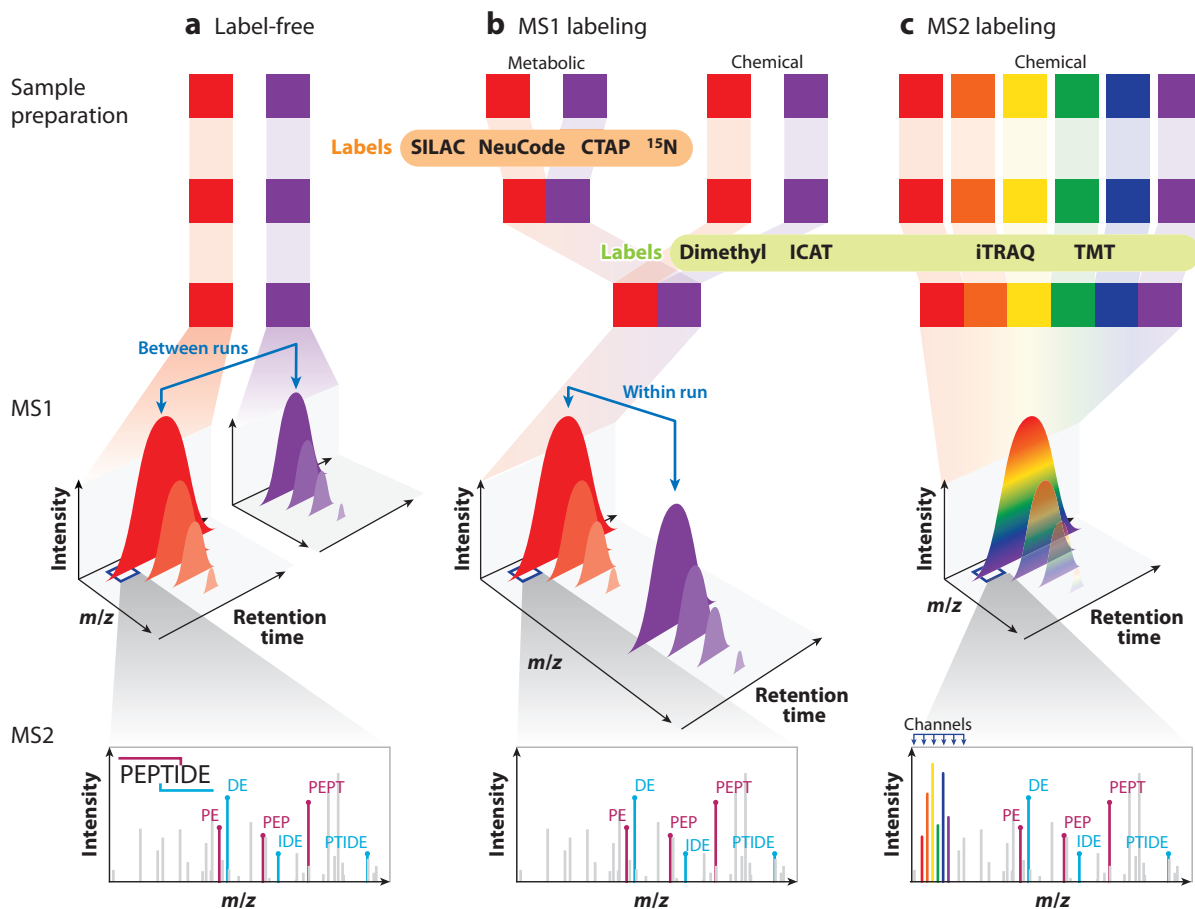 a Label-free
b MS1 labeling
c MS2 labeling
Metabolic
Chemical
Chemical
Sample
preparation
Labels SILAC NeuCode CTAP ¹⁵N
Labels Dimethyl ICAT iTRAQ TMT
Between runs
Within run
MS1
Intensity
m/z
Retention
time
Intensity
m/z
Retention
time
Intensity
m/z
Retention
time
MS2
Intensity
PEPTIDE
PE
DE
PEP
IDE
PEPT
PTIDE
m/z
Intensity
PE
DE
PEP
IDE
PEPT
PTIDE
m/z
Channels
Intensity
PE
DE
PEP
IDE
PEPT
PTIDE
m/z